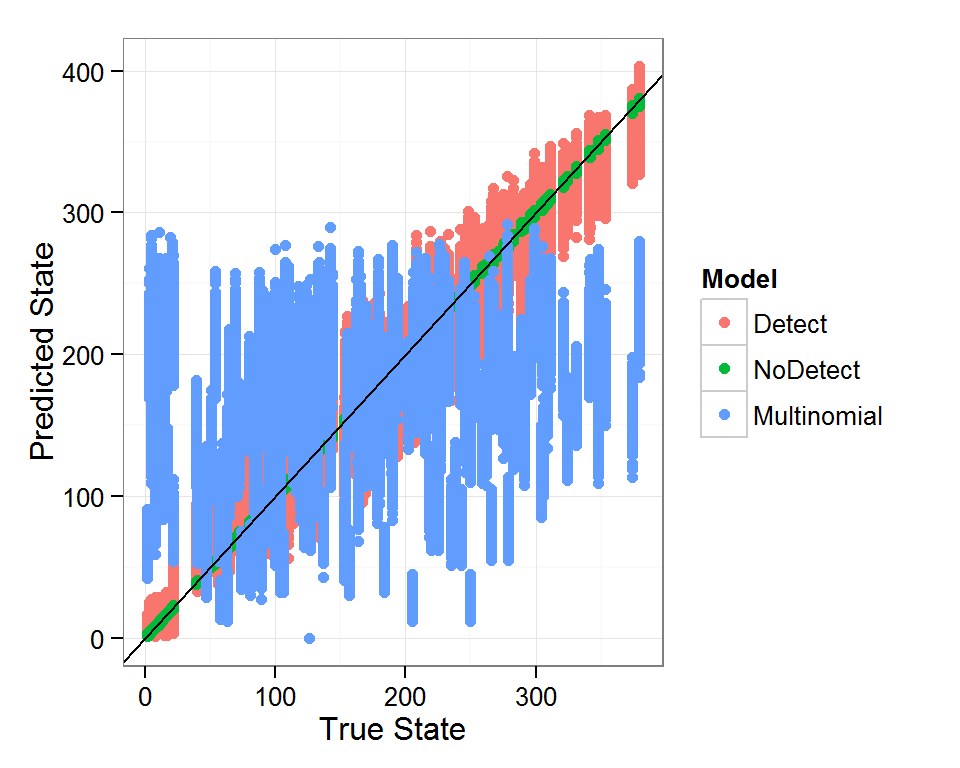 400
300
200
100
0
Predicted State
0 100 200 300
True State
Model
Detect
NoDetect
Multinomial